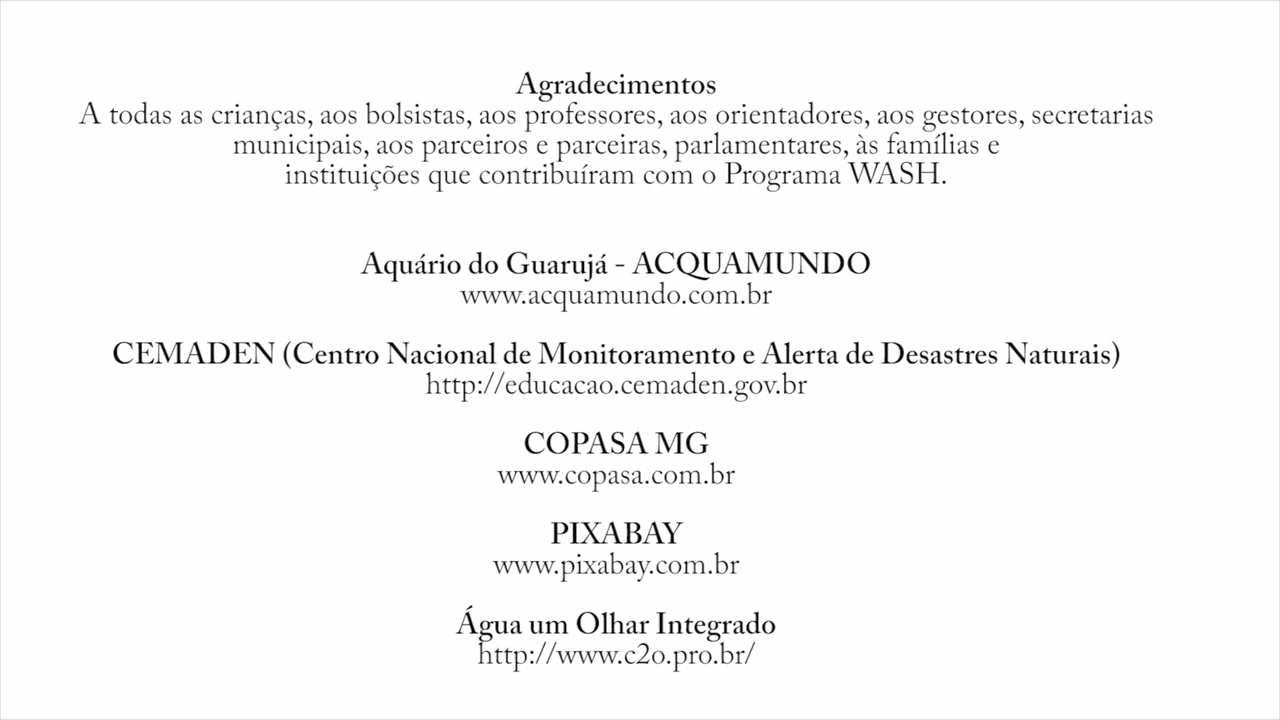 Agradecimentos
A todas as crianças, aos bolsistas, aos professores, aos orientadores, aos gestores, secretarias
municipais, aos parceiros e parceiras, parlamentares, às famílias e
instituições que contribuíram com o Programa WASH.
Aquário do Guarujá - ACQUAMUNDO
www.acquamundo.com.br
CEMADEN (Centro Nacional de Monitoramento e Alerta de Desastres Naturais)
http://educacao.cemaden.gov.br
COPASA MG
www.copasa.com.br
PIXABAY
www.pixabay.com.br
Água um Olhar Integrado
http://www.c2o.pro.br/